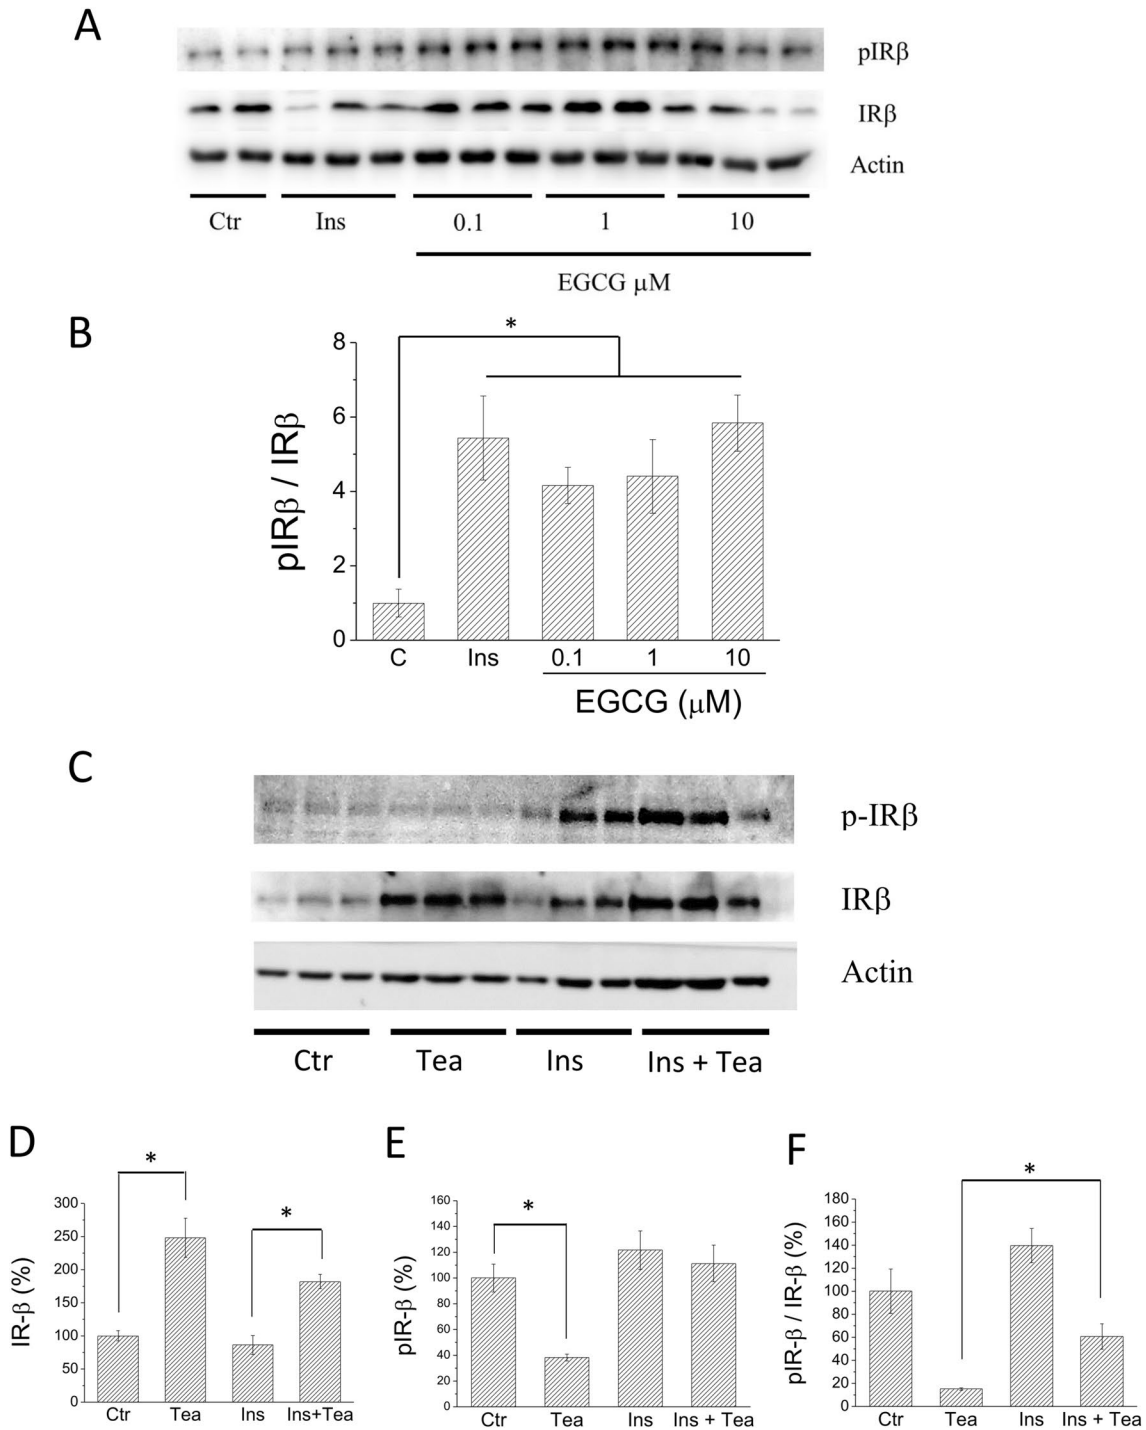 A
pIRβ
IRβ
Actin
Ctr Ins 0.1 1 10
EGCG μM
B
*
8
6
4
2
0
pIRβ / IRβ
C Ins 0.1 1 10
EGCG (μM)
C
p-IRβ
IRβ
Actin
Ctr Tea Ins Ins + Tea
D
*
*
300
250
200
150
100
50
0
IR-β (%)
Ctr Tea Ins Ins+Tea
E
*
160
140
120
100
80
60
40
20
0
pIR-β (%)
Ctr Tea Ins Ins + Tea
F
*
180
160
140
120
100
80
60
40
20
0
pIR-β / IR-β (%)
Ctr Tea Ins Ins + Tea